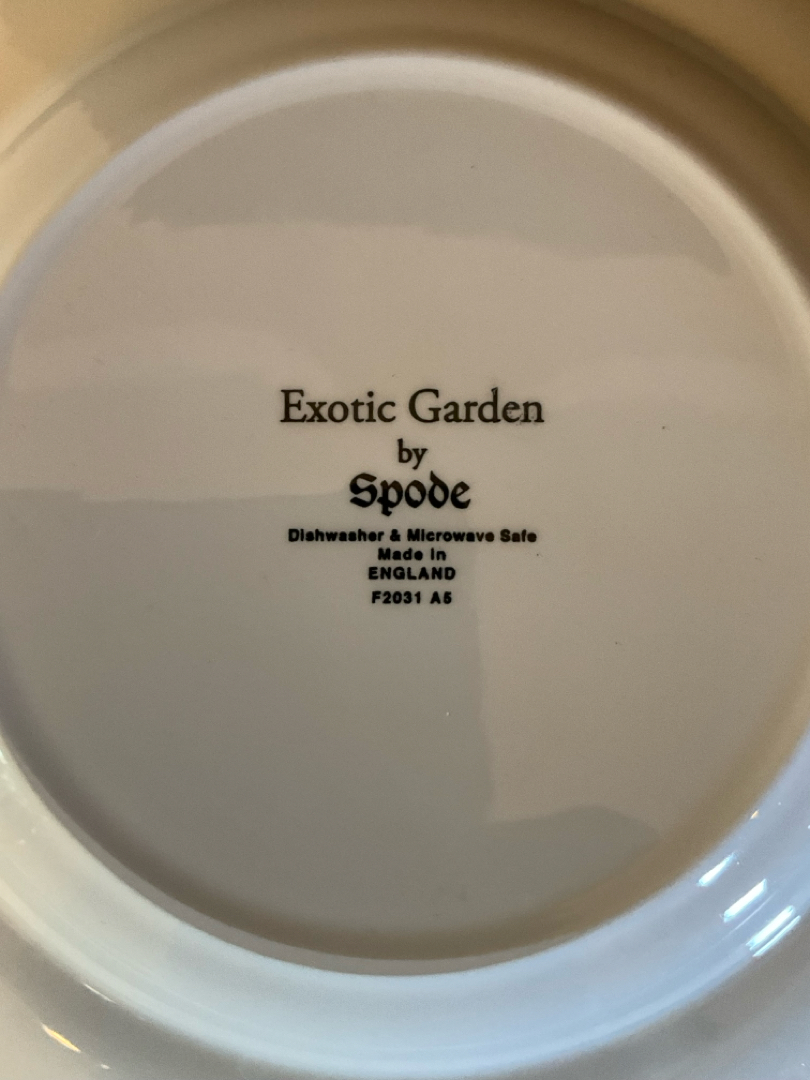 Exotic Garden
by
Spode
Dishwasher & Microwave Safe
Made in
ENGLAND
F2031 A5